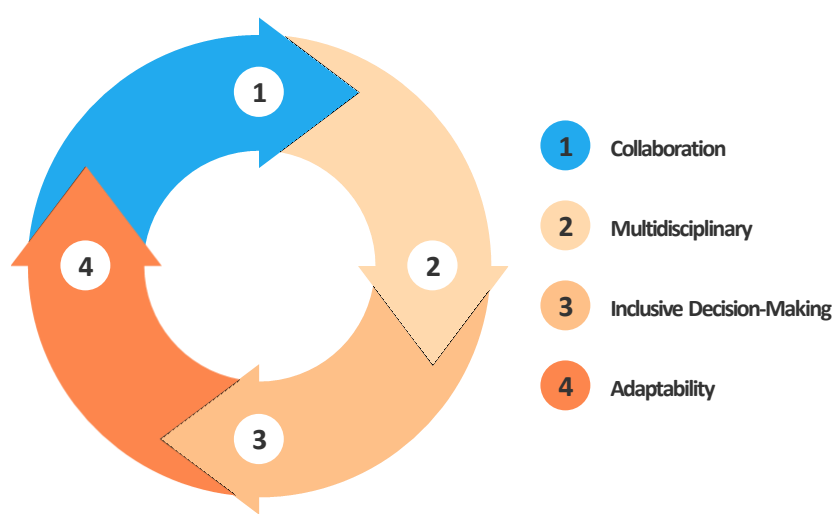 1
2
3
4
1 Collaboration
2 Multidisciplinary
3 Inclusive Decision-Making
4 Adaptability